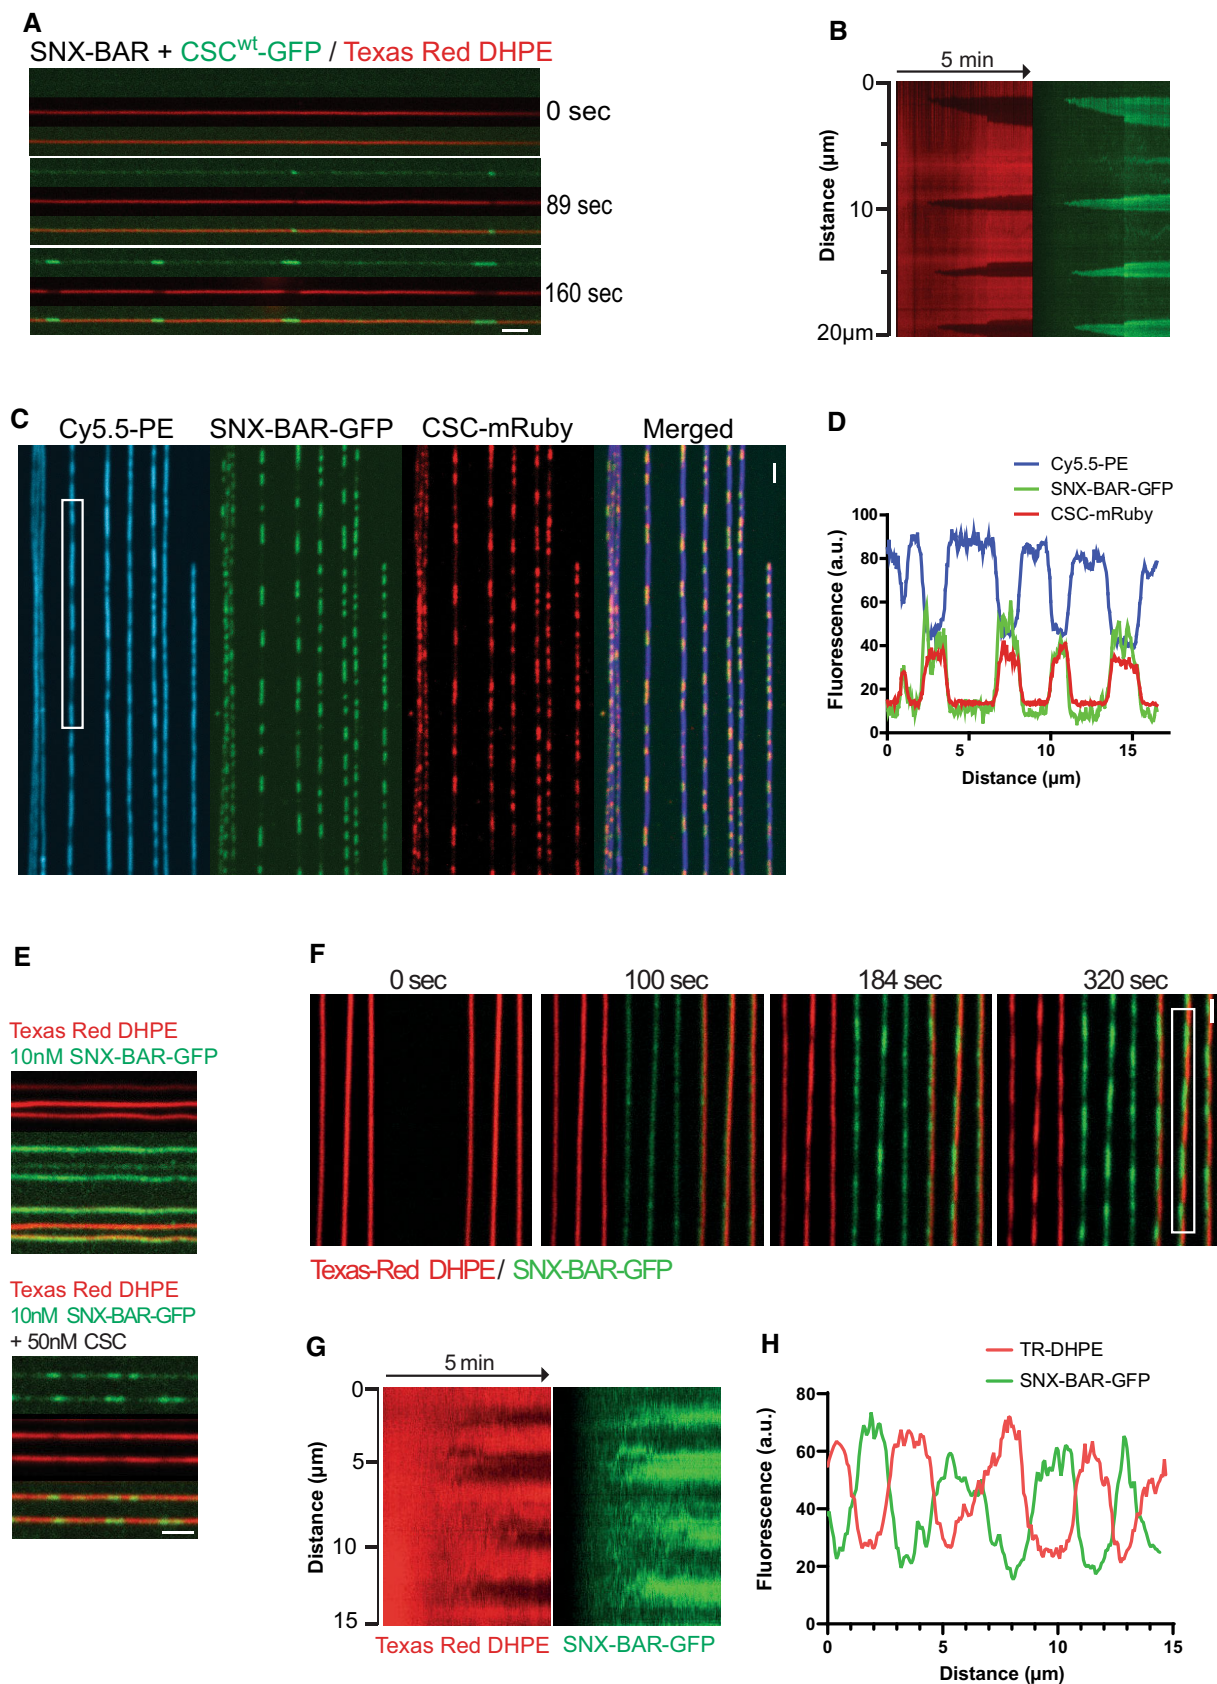 A
SNX-BAR + CSCwt-GFP / Texas Red DHPE
0 sec
89 sec
160 sec
B
5 min
0
10
20µm
Distance (µm)
C
Cy5.5-PE
SNX-BAR-GFP
CSC-mRuby
Merged
D
Cy5.5-PE
SNX-BAR-GFP
CSC-mRuby
100
80
60
40
20
0
Fluorescence (a.u.)
0
5
10
15
Distance (µm)
E
Texas Red DHPE
10nM SNX-BAR-GFP
Texas Red DHPE
10nM SNX-BAR-GFP
+ 50nM CSC
F
0 sec
100 sec
184 sec
320 sec
Texas-Red DHPE/ SNX-BAR-GFP
G
5 min
0
5
10
15
Distance (µm)
Texas Red DHPE
SNX-BAR-GFP
H
TR-DHPE
SNX-BAR-GFP
80
60
40
20
0
Fluorescence (a.u.)
0
5
10
15
Distance (µm)